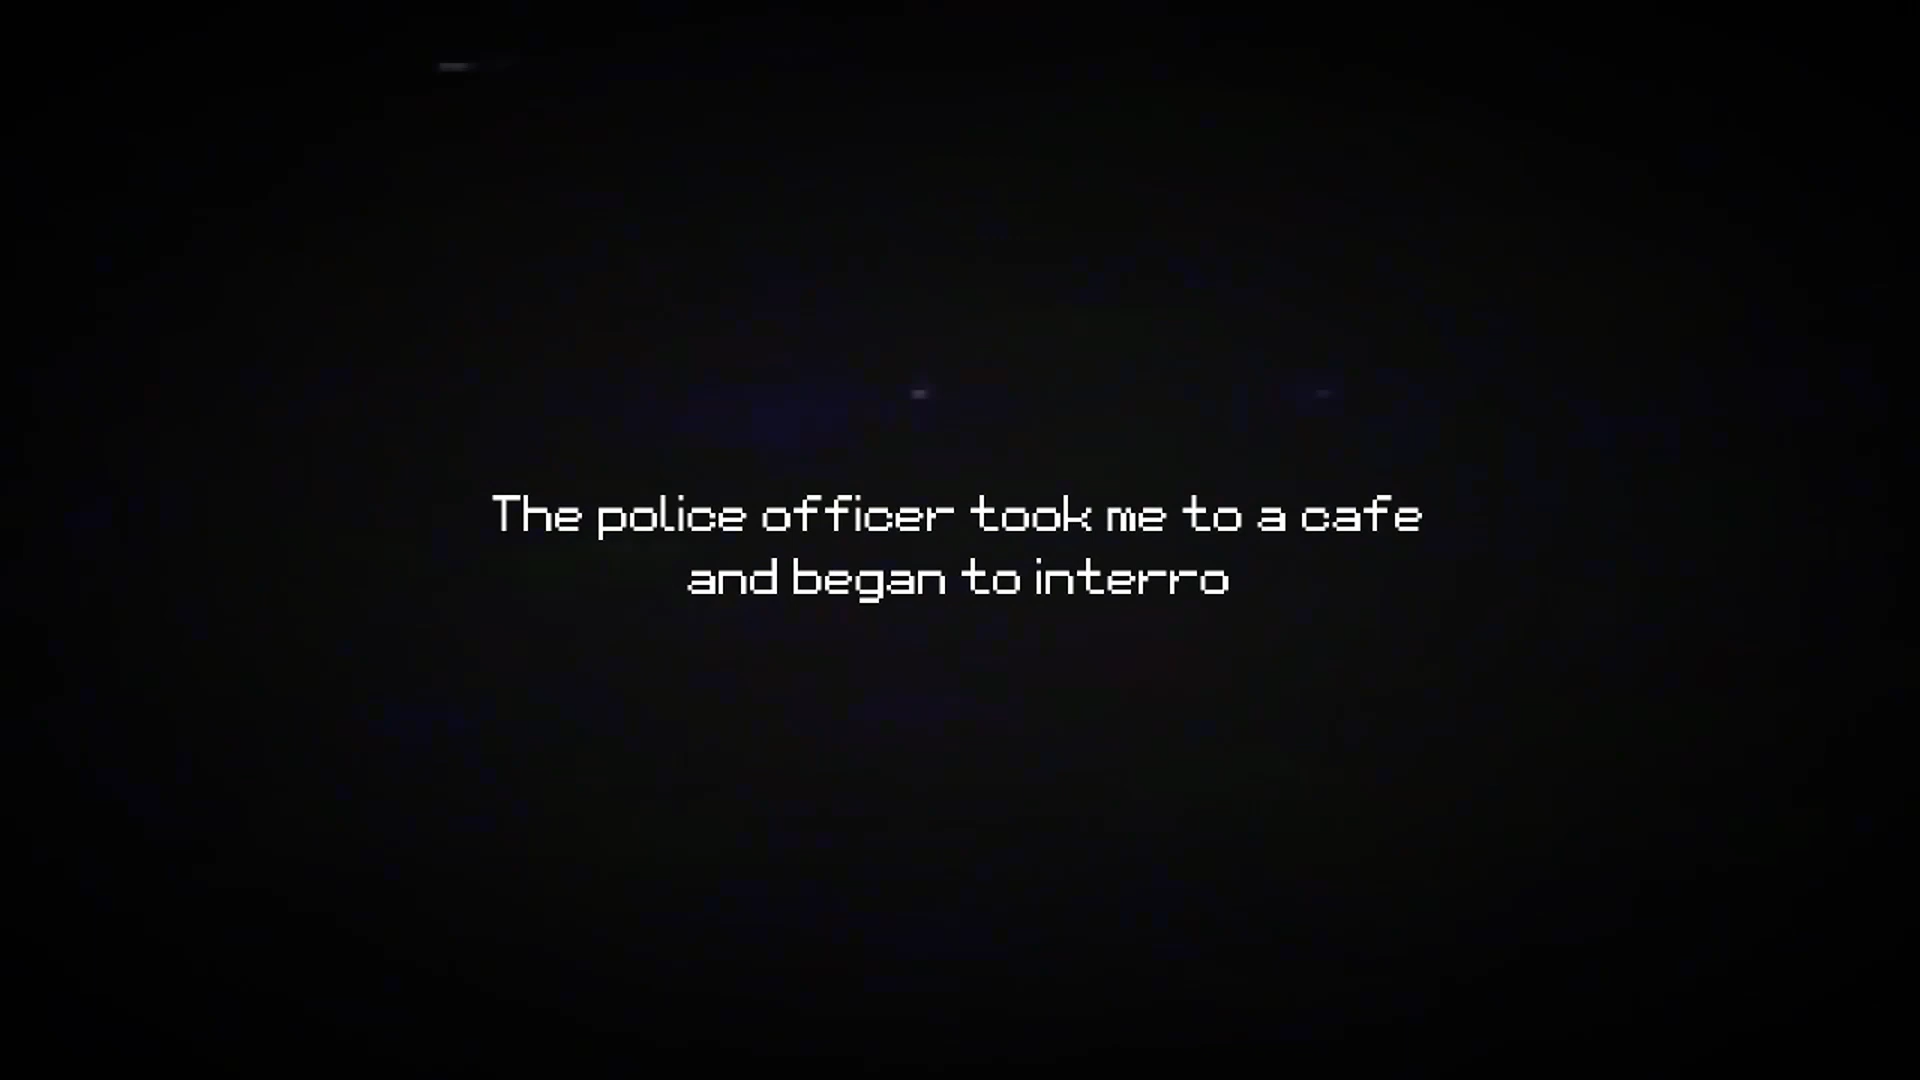 The police officer took me to a cafe
and began to interro